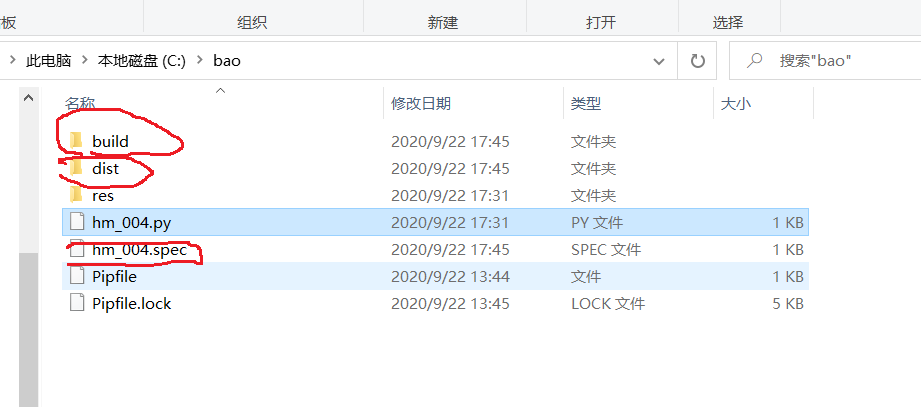 板 组织 新建 打开 选择
此电脑 本地磁盘 (C:) bao 搜索"bao"
名称 修改日期 类型 大小
build 2020/9/22 17:45 文件夹
dist 2020/9/22 17:45 文件夹
res 2020/9/22 17:31 文件夹
hm_004.py 2020/9/22 17:31 PY 文件 1 KB
hm_004.spec 2020/9/22 17:45 SPEC 文件 1 KB
Pipfile 2020/9/22 13:44 文件 1 KB
Pipfile.lock 2020/9/22 13:45 LOCK 文件 5 KB